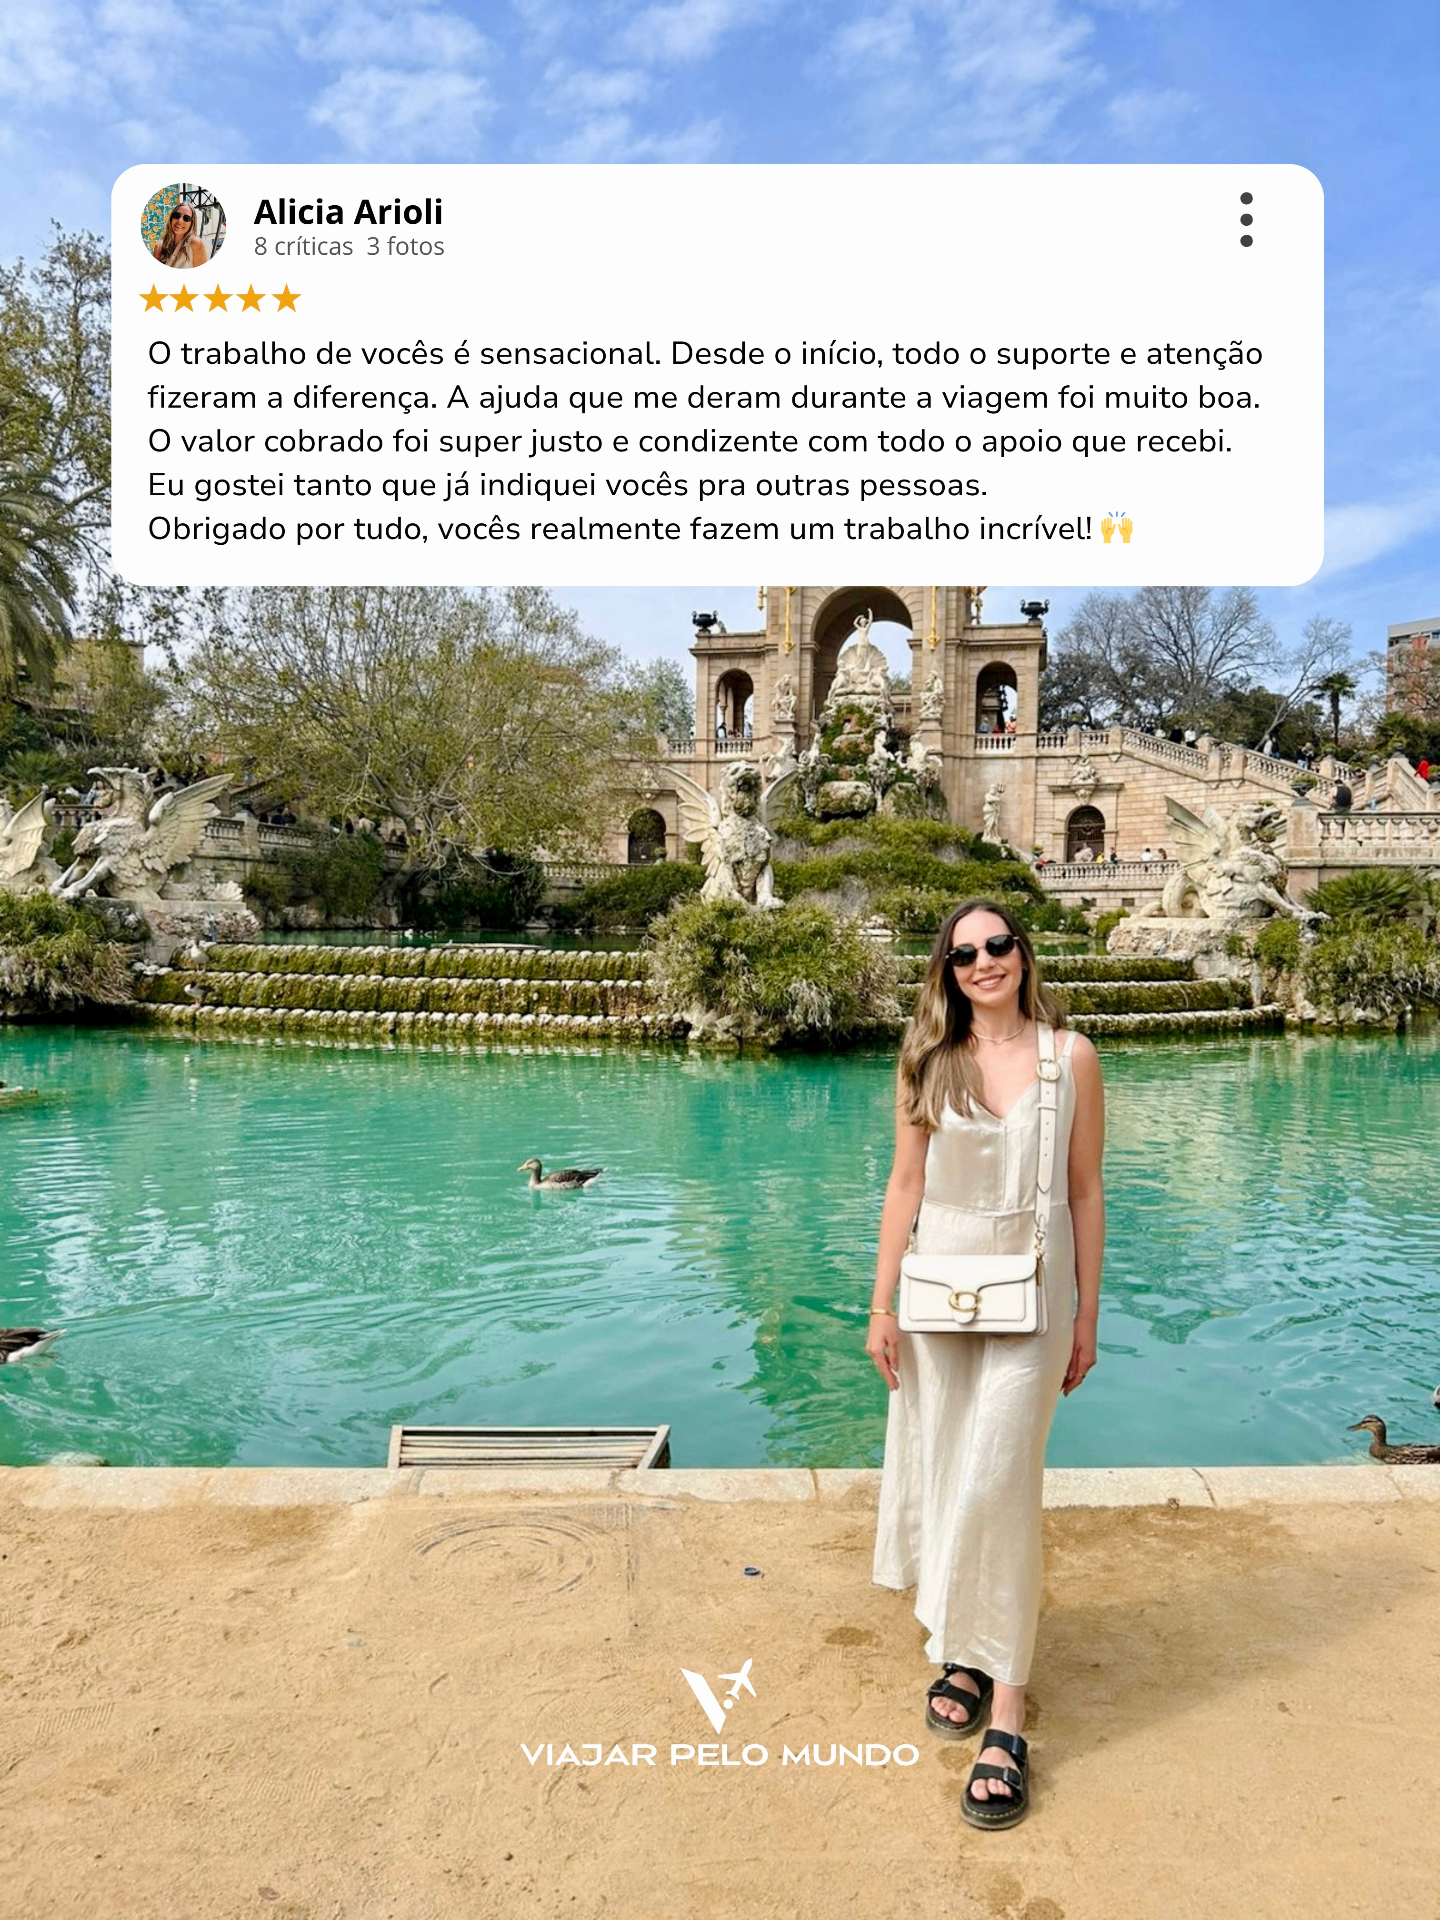 Alicia Arioli
8 críticas  3 fotos
O trabalho de vocês é sensacional. Desde o início, todo o suporte e atenção
fizeram a diferença. A ajuda que me deram durante a viagem foi muito boa.
O valor cobrado foi super justo e condizente com todo o apoio que recebi.
Eu gostei tanto que já indiquei vocês pra outras pessoas.
Obrigado por tudo, vocês realmente fazem um trabalho incrível! 🙌
VIAJAR PELO MUNDO